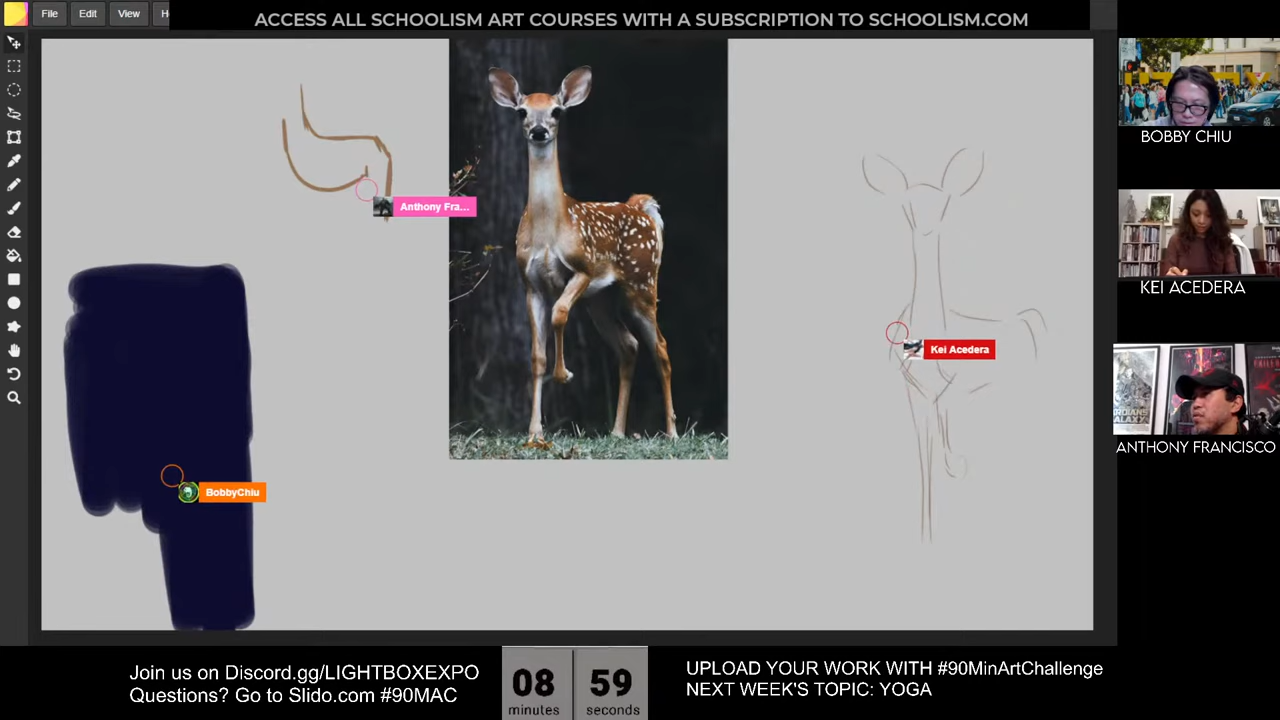 ACCESS ALL SCHOOLISM ART COURSES WITH A SUBSCRIPTION TO SCHOOLISM.COM
File Edit View
BOBBY CHIU
KEI ACEDERA
ANTHONY FRANCISCO
Anthony Fra...
Kei Acedera
BobbyChiu
Join us on Discord.gg/LIGHTBOXEXPO
Questions? Go to Slido.com #90MAC
08 59
minutes seconds
UPLOAD YOUR WORK WITH #90MinArtChallenge
NEXT WEEK'S TOPIC: YOGA